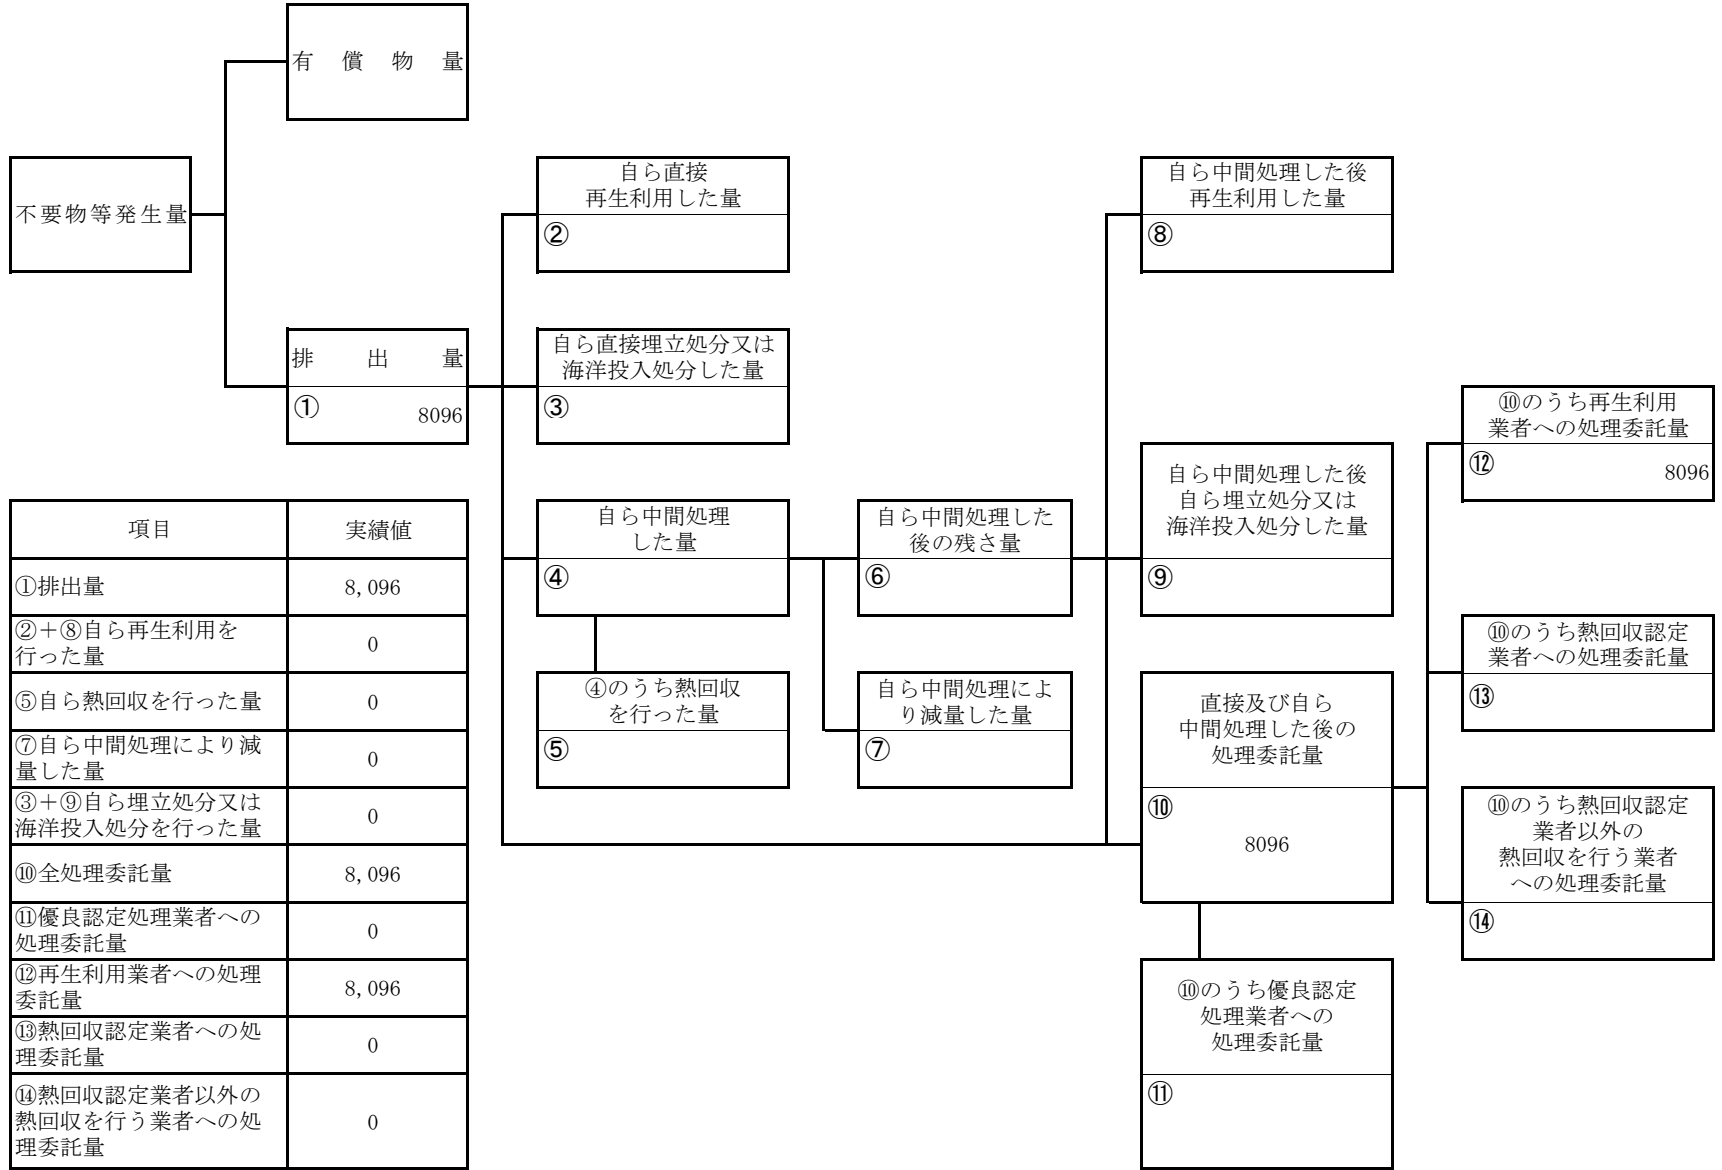 有償物量
不要物等発生量
排出量
①
8096
自ら直接
再生利用した量
②
自ら直接埋立処分又は
海洋投入処分した量
③
自ら中間処理
した量
④
④のうち熱回収
を行った量
⑤
自ら中間処理した
後の残さ量
⑥
自ら中間処理によ
り減量した量
⑦
自ら中間処理した後
再生利用した量
⑧
自ら中間処理した後
自ら埋立処分又は
海洋投入処分した量
⑨
直接及び自ら
中間処理した後の
処理委託量
⑩
8096
⑩のうち優良認定
処理業者への
処理委託量
⑪
⑩のうち再生利用
業者への処理委託量
⑫
8096
⑩のうち熱回収認定
業者への処理委託量
⑬
⑩のうち熱回収認定
業者以外の
熱回収を行う業者
への処理委託量
⑭
項目 実績値
①排出量 8,096
②＋⑧自ら再生利用を
行った量 0
⑤自ら熱回収を行った量 0
⑦自ら中間処理により減
量した量 0
③＋⑨自ら埋立処分又は
海洋投入処分を行った量 0
⑩全処理委託量 8,096
⑪優良認定処理業者への
処理委託量 0
⑫再生利用業者への処理
委託量 8,096
⑬熱回収認定業者への処
理委託量 0
⑭熱回収認定業者以外の
熱回収を行う業者への処
理委託量 0